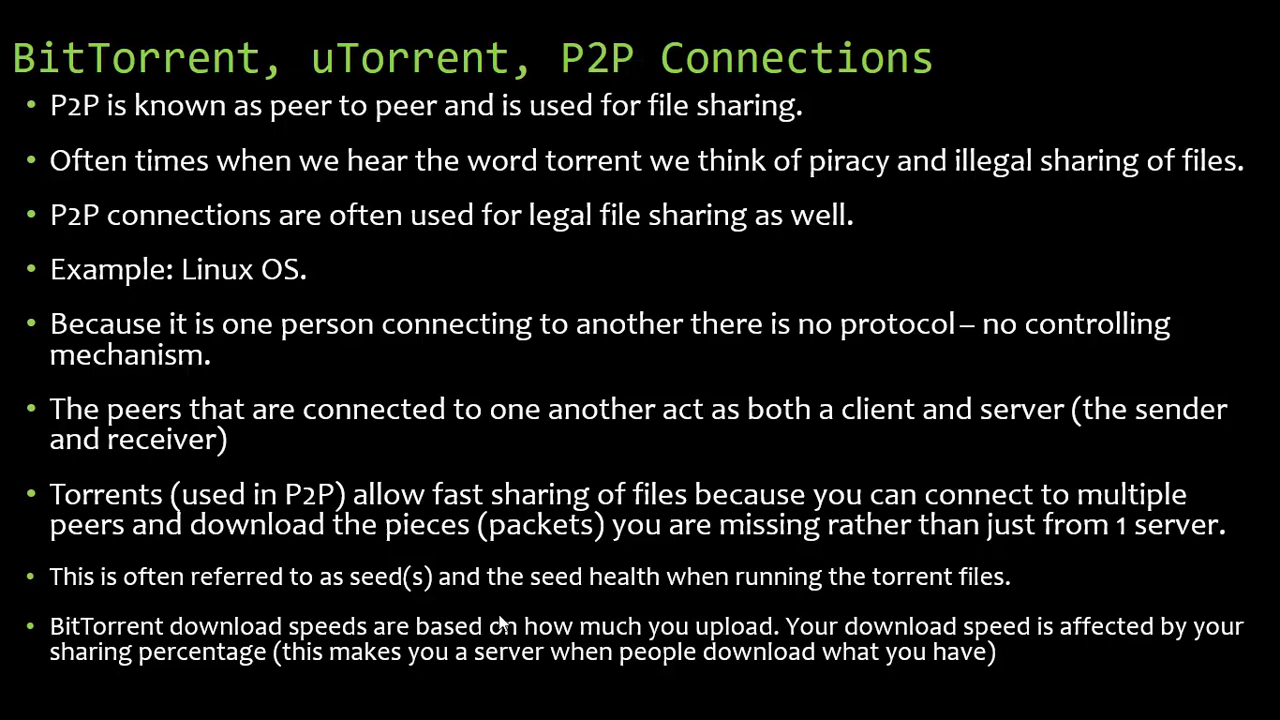 BitTorrent, uTorrent, P2P Connections
• P2P is known as peer to peer and is used for file sharing.
• Often times when we hear the word torrent we think of piracy and illegal sharing of files.
• P2P connections are often used for legal file sharing as well.
• Example: Linux OS.
• Because it is one person connecting to another there is no protocol – no controlling
mechanism.
• The peers that are connected to one another act as both a client and server (the sender
and receiver)
• Torrents (used in P2P) allow fast sharing of files because you can connect to multiple
peers and download the pieces (packets) you are missing rather than just from 1 server.
• This is often referred to as seed(s) and the seed health when running the torrent files.
• BitTorrent download speeds are based on how much you upload. Your download speed is affected by your
sharing percentage (this makes you a server when people download what you have)